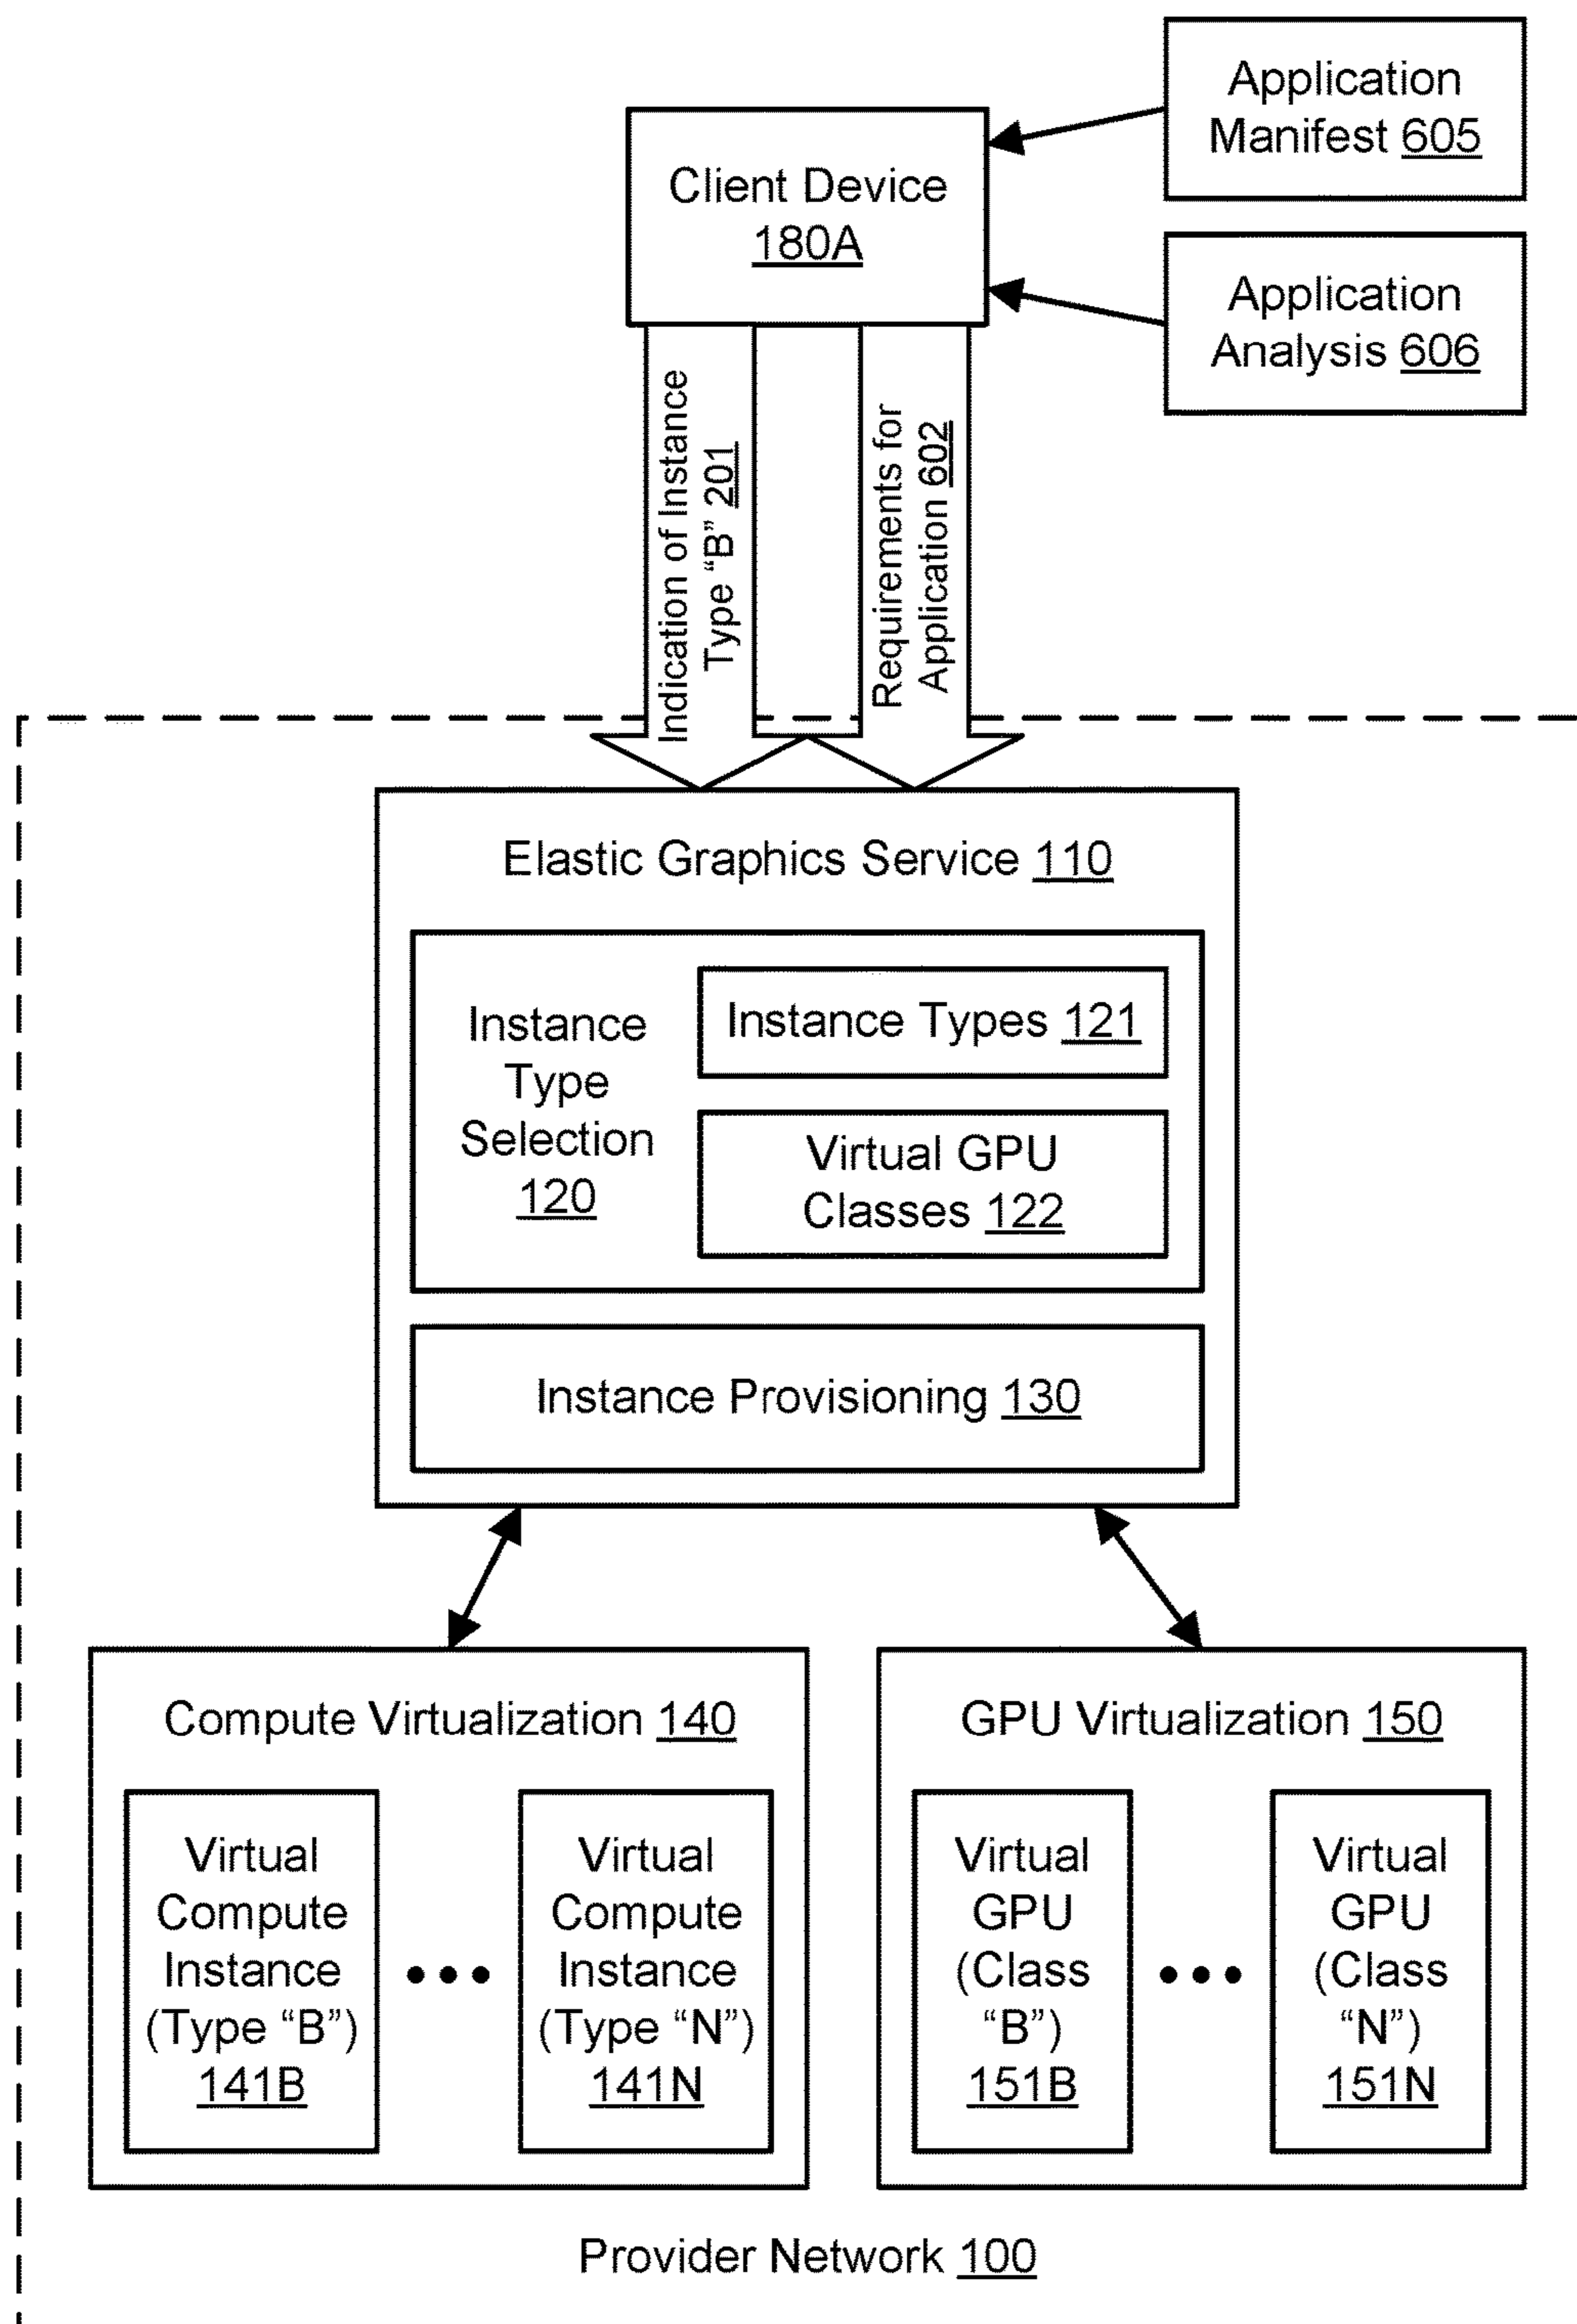 Application
Manifest 605
Client Device
180A
Application
Analysis 606
Indication of Instance
Type “B” 201
Requirements for
Application 602
Elastic Graphics Service 110
Instance
Type
Selection
120
Instance Types 121
Virtual GPU
Classes 122
Instance Provisioning 130
Compute Virtualization 140
Virtual
Compute
Instance
(Type “B”)
141B
Virtual
Compute
Instance
(Type “N”)
141N
GPU Virtualization 150
Virtual
GPU
(Class
“B”)
151B
Virtual
GPU
(Class
“N”)
151N
Provider Network 100